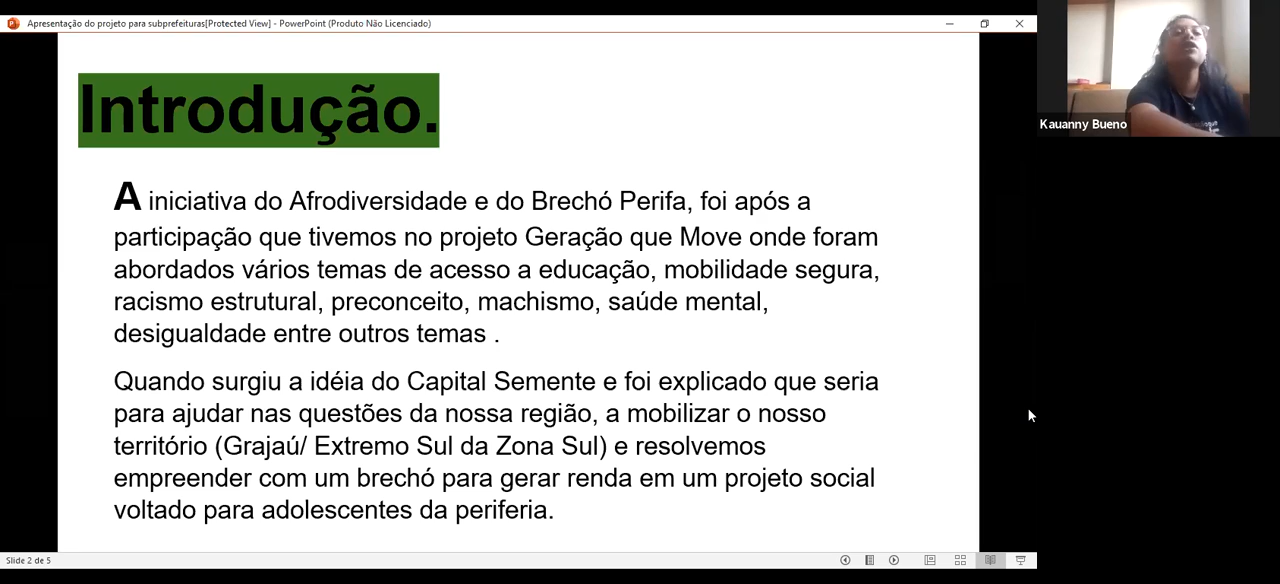 Apresentação do projeto para subprefeituras[Protected View] - PowerPoint (Produto Não Licenciado)
Kauanny Bueno
Introdução.
A iniciativa do Afrodiversidade e do Brechó Perifa, foi após a
participação que tivemos no projeto Geração que Move onde foram
abordados vários temas de acesso a educação, mobilidade segura,
racismo estrutural, preconceito, machismo, saúde mental,
desigualdade entre outros temas .
Quando surgiu a idéia do Capital Semente e foi explicado que seria
para ajudar nas questões da nossa região, a mobilizar o nosso
território (Grajaú/ Extremo Sul da Zona Sul) e resolvemos
empreender com um brechó para gerar renda em um projeto social
voltado para adolescentes da periferia.
Slide 2 de 5